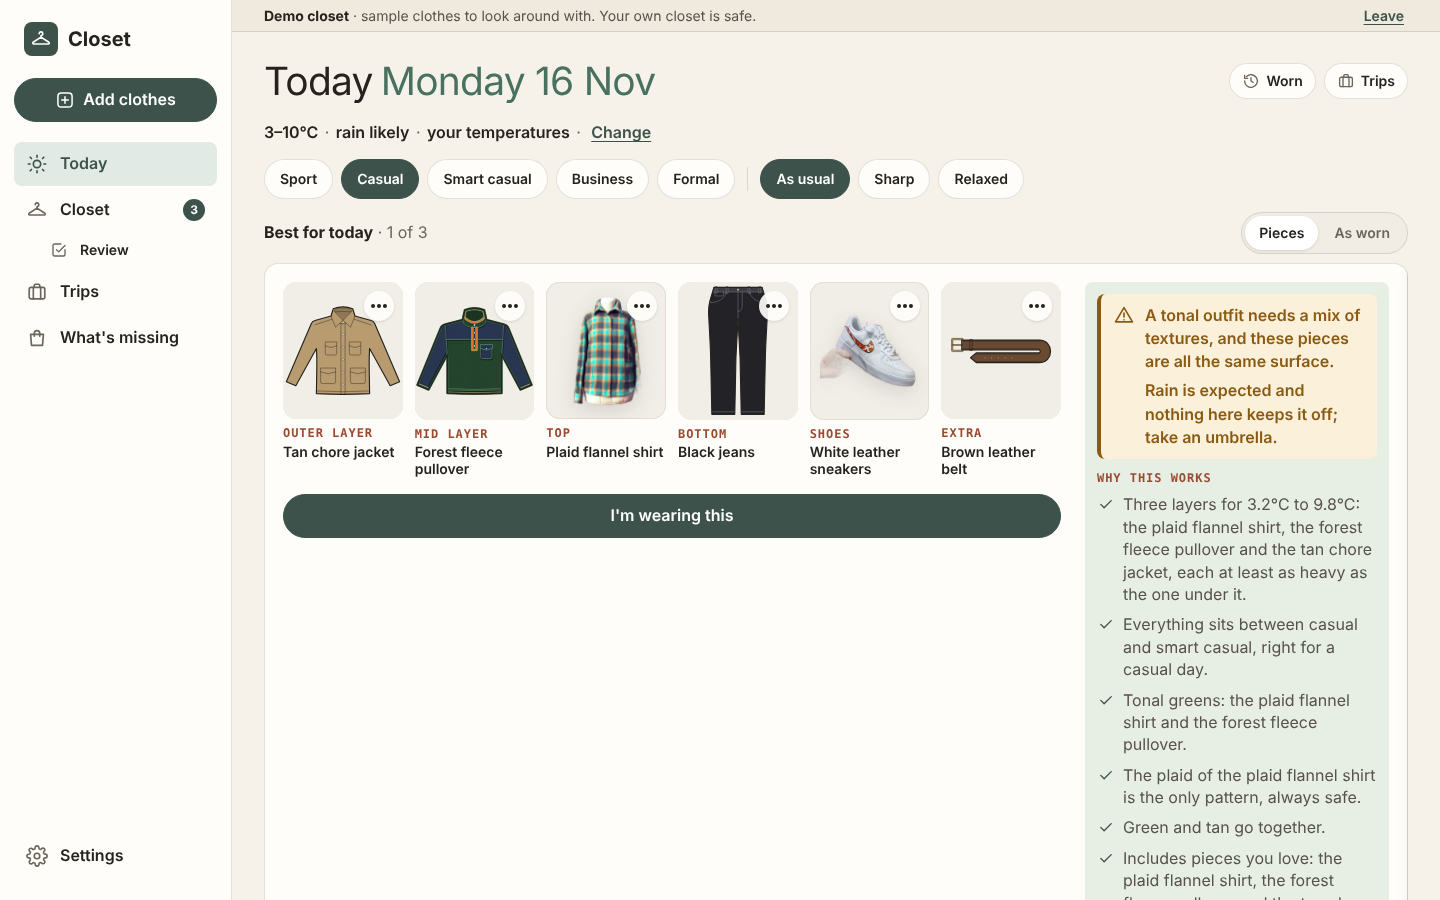 Closet
Add clothes
Today
Closet 3
Review
Trips
What's missing
Settings
Demo closet · sample clothes to look around with. Your own closet is safe.
Leave
Today Monday 16 Nov
Worn
Trips
3–10°C · rain likely · your temperatures · Change
Sport
Casual
Smart casual
Business
Formal
As usual
Sharp
Relaxed
Best for today · 1 of 3
Pieces
As worn
OUTER LAYER
Tan chore jacket
MID LAYER
Forest fleece
pullover
TOP
Plaid flannel shirt
BOTTOM
Black jeans
SHOES
White leather
sneakers
EXTRA
Brown leather
belt
I'm wearing this
A tonal outfit needs a mix of
textures, and these pieces
are all the same surface.
Rain is expected and
nothing here keeps it off;
take an umbrella.
WHY THIS WORKS
Three layers for 3.2°C to 9.8°C:
the plaid flannel shirt, the forest
fleece pullover and the tan chore
jacket, each at least as heavy as
the one under it.
Everything sits between casual
and smart casual, right for a
casual day.
Tonal greens: the plaid flannel
shirt and the forest fleece
pullover.
The plaid of the plaid flannel shirt
is the only pattern, always safe.
Green and tan go together.
Includes pieces you love: the
plaid flannel shirt, the forest